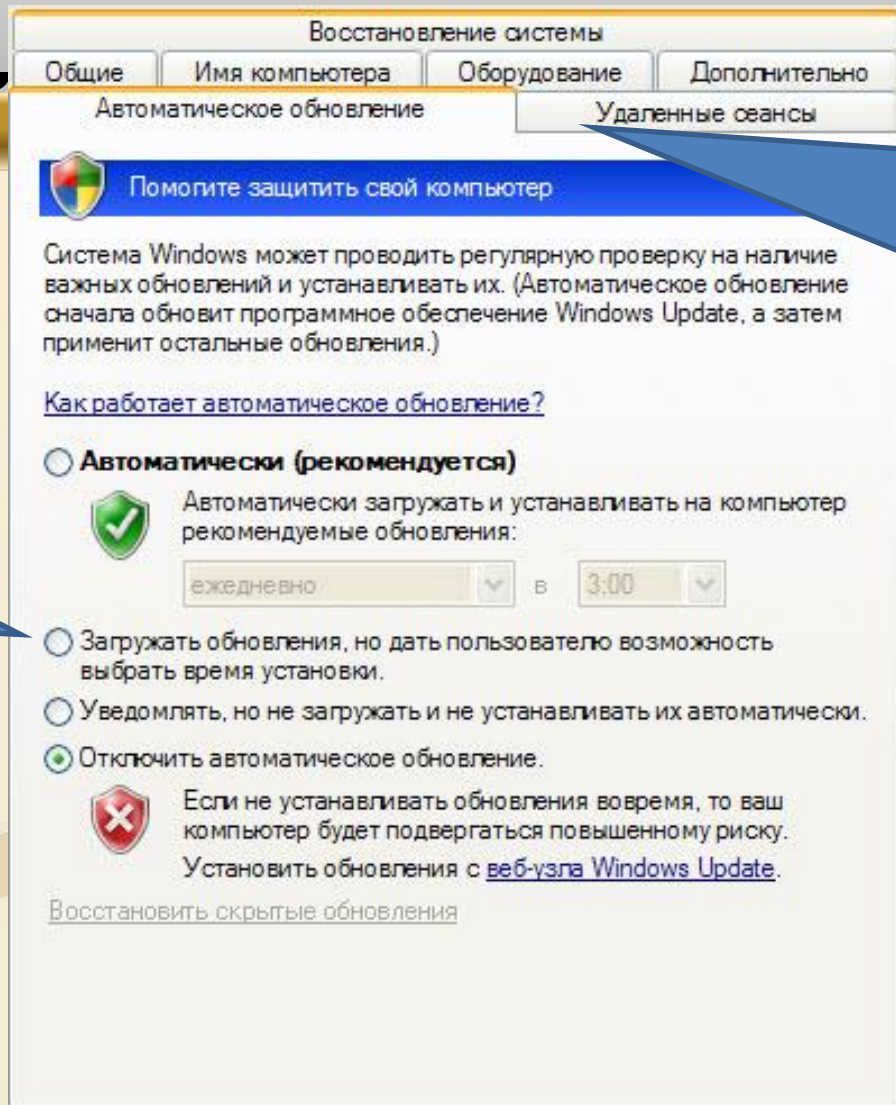 Восстановление системы
Общие Имя компьютера Оборудование Дополнительно
Автоматическое обновление Удаленные сеансы
Помогите защитить свой компьютер
Система Windows может проводить регулярную проверку на наличие
важных обновлений и устанавливать их. (Автоматическое обновление
сначала обновит программное обеспечение Windows Update, а затем
применит остальные обновления.)
Как работает автоматическое обновление?
Автоматически (рекомендуется)
Автоматически загружать и устанавливать на компьютер
рекомендуемые обновления:
ежедневно в 3:00
Загружать обновления, но дать пользователю возможность
выбрать время установки.
Уведомлять, но не загружать и не устанавливать их автоматически.
Отключить автоматическое обновление.
Если не устанавливать обновления вовремя, то ваш
компьютер будет подвергаться повышенному риску.
Установить обновления с веб-узла Windows Update.
Восстановить скрытые обновления